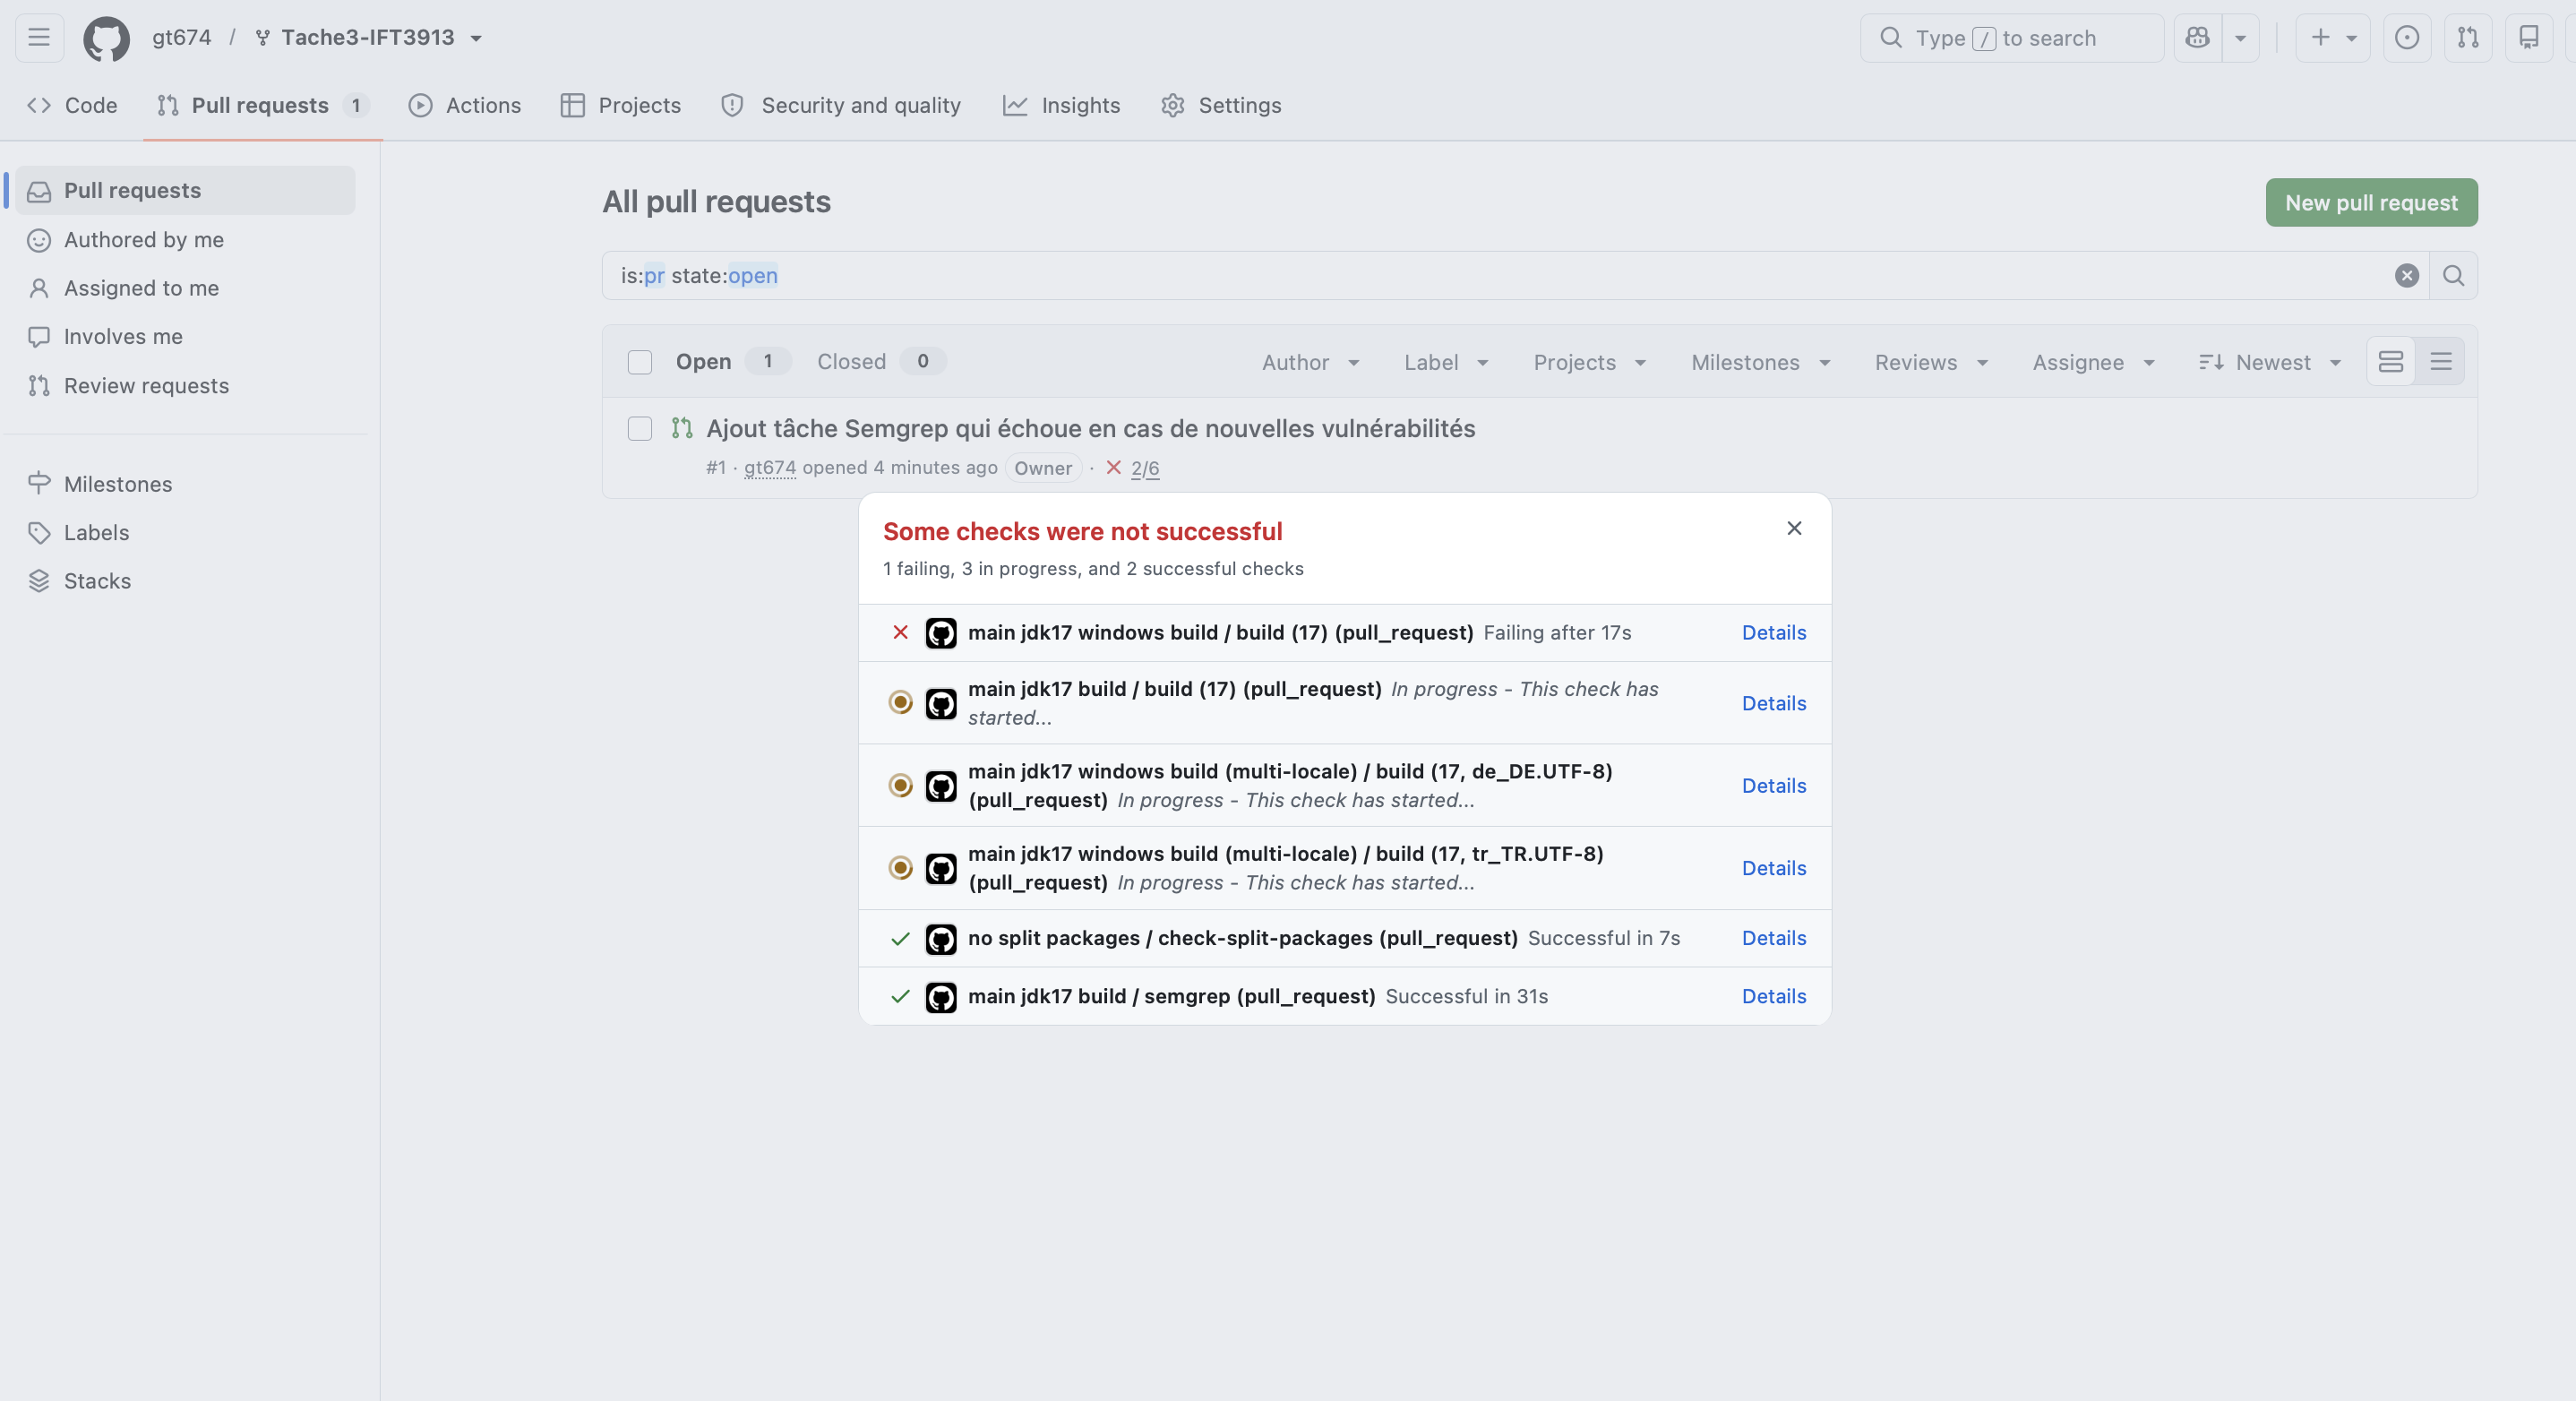 gt674 / Tache3-IFT3913
Type / to search
Code
Pull requests 1
Actions
Projects
Security and quality
Insights
Settings
Pull requests
Authored by me
Assigned to me
Involves me
Review requests
Milestones
Labels
Stacks
All pull requests
New pull request
is:pr state:open
Open 1
Closed 0
Author
Label
Projects
Milestones
Reviews
Assignee
Newest
Ajout tâche Semgrep qui échoue en cas de nouvelles vulnérabilités
#1 · gt674 opened 4 minutes ago Owner · 2/6
Some checks were not successful
1 failing, 3 in progress, and 2 successful checks
main jdk17 windows build / build (17) (pull_request) Failing after 17s
Details
main jdk17 build / build (17) (pull_request) In progress - This check has
started...
Details
main jdk17 windows build (multi-locale) / build (17, de_DE.UTF-8)
(pull_request) In progress - This check has started...
Details
main jdk17 windows build (multi-locale) / build (17, tr_TR.UTF-8)
(pull_request) In progress - This check has started...
Details
no split packages / check-split-packages (pull_request) Successful in 7s
Details
main jdk17 build / semgrep (pull_request) Successful in 31s
Details